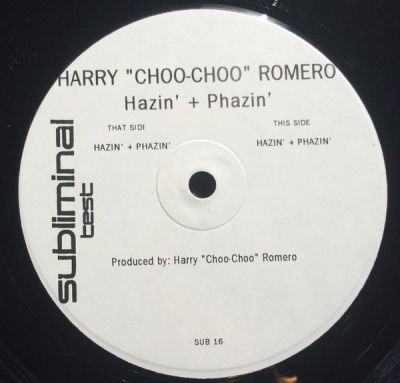 HARRY "CHOO-CHOO" ROMERO
Hazin' + Phazin'
THAT SIDE
HAZIN' + PHAZIN'
THIS SIDE
HAZIN' + PHAZIN'
subliminal
test
Produced by: Harry "Choo-Choo" Romero
SUB 16